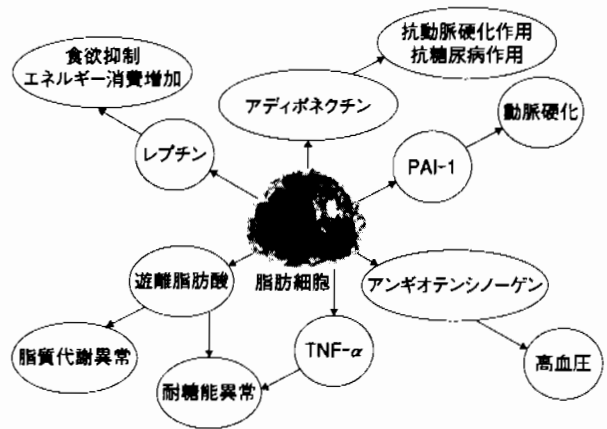 食欲抑制
エネルギー消費増加
抗動脈硬化作用
抗糖尿病作用
アディポネクチン
動脈硬化
レプチン
PAI-1
遊離脂肪酸
脂肪細胞
アンギオテンシノーゲン
脂質代謝異常
TNF-α
高血圧
耐糖能異常